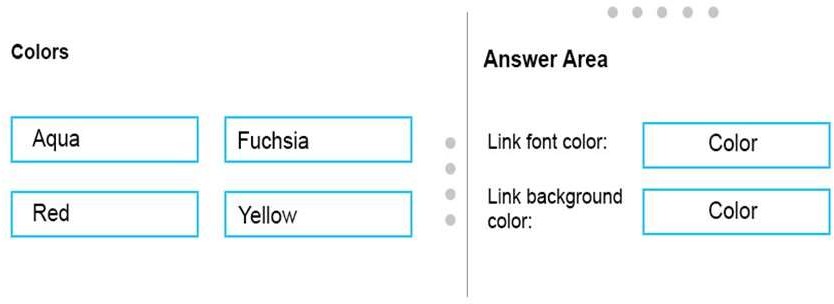 Colors
Aqua
Fuchsia
Red
Yellow
Answer Area
Link font color:
Color
Link background
color:
Color